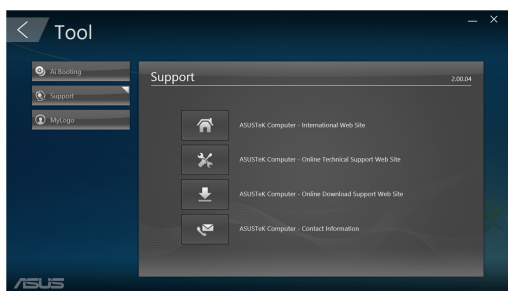 Tool
Ai Booting
Support
MyLogo
Support
2.00.04
ASUSTeK Computer - International Web Site
ASUSTeK Computer - Online Technical Support Web Site
ASUSTeK Computer - Online Download Support Web Site
ASUSTeK Computer - Contact Information
ASUS